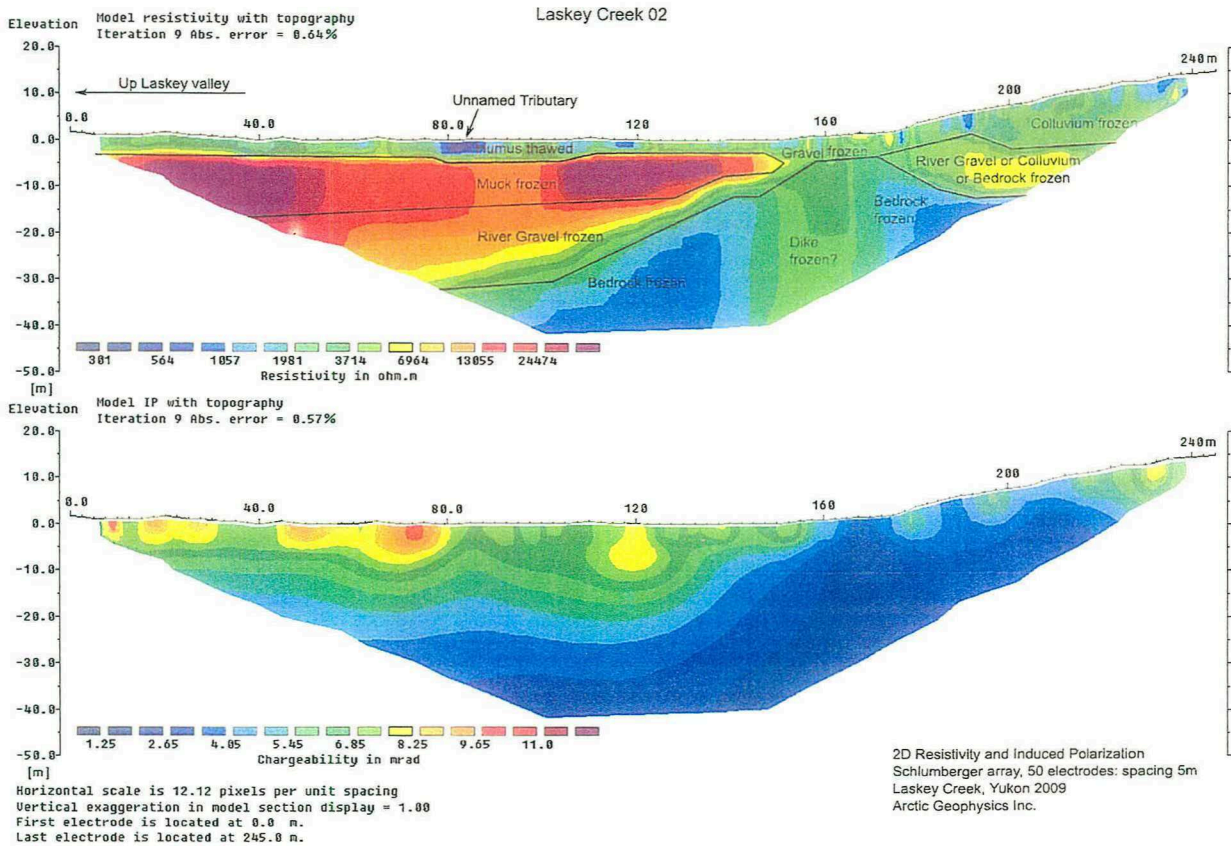 Laskey Creek 02
Elevation
Model resistivity with topography
Iteration 9 Abs. error = 0.64%
20.0
10.0
0.0
-10.0
-20.0
-30.0
-40.0
-50.0
[m]
Up Laskey valley
Unnamed Tributary
0.0
40.0
80.0
120
160
200
240m
Humus thawed
Gravel frozen
Colluvium frozen
Muck frozen
River Gravel or Colluvium
or Bedrock frozen
River Gravel frozen
Bedrock
frozen
Dike
frozen?
Bedrock frozen
301 564 1057 1981 3714 6964 13055 24474
Resistivity in ohm.m
Elevation
Model IP with topography
Iteration 9 Abs. error = 0.57%
20.0
10.0
0.0
-10.0
-20.0
-30.0
-40.0
-50.0
[m]
0.0
40.0
80.0
120
160
200
240m
1.25 2.65 4.05 5.45 6.85 8.25 9.65 11.0
Chargeability in mrad
Horizontal scale is 12.12 pixels per unit spacing
Vertical exaggeration in model section display = 1.00
First electrode is located at 0.0 m.
Last electrode is located at 245.0 m.
2D Resistivity and Induced Polarization
Schlumberger array, 50 electrodes: spacing 5m
Laskey Creek, Yukon 2009
Arctic Geophysics Inc.